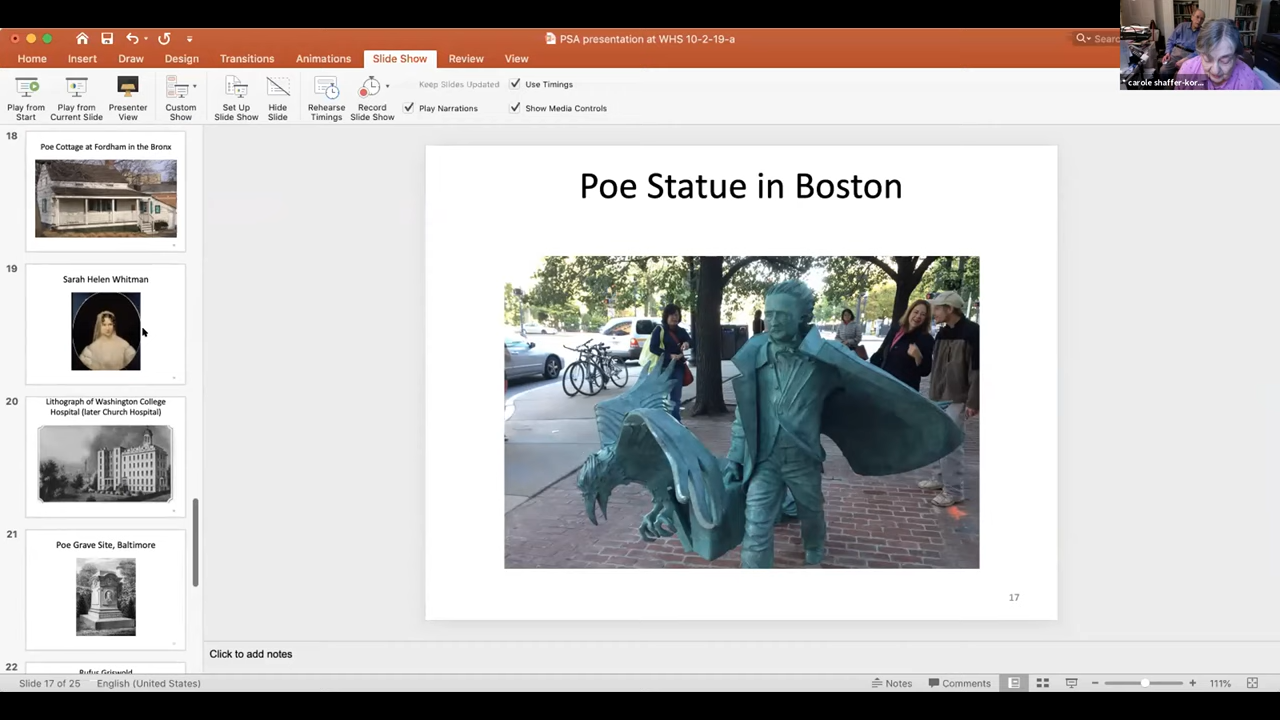 PSA presentation at WHS 10-2-19-a
Home Insert Draw Design Transitions Animations Slide Show Review View
Keep Slides Updated Use Timings
Play Narrations Show Media Controls
Play from Start
Play from Current Slide
Presenter View
Custom Show
Set Up Slide Show
Hide Slide
Rehearse Timings
Record Slide Show
carole shaffer-kor...
18
Poe Cottage at Fordham in the Bronx
19
Sarah Helen Whitman
20
Lithograph of Washington College
Hospital (later Church Hospital)
21
Poe Grave Site, Baltimore
22
Rufus Griswold
Poe Statue in Boston
17
Click to add notes
Slide 17 of 25 English (United States) Notes Comments 111%